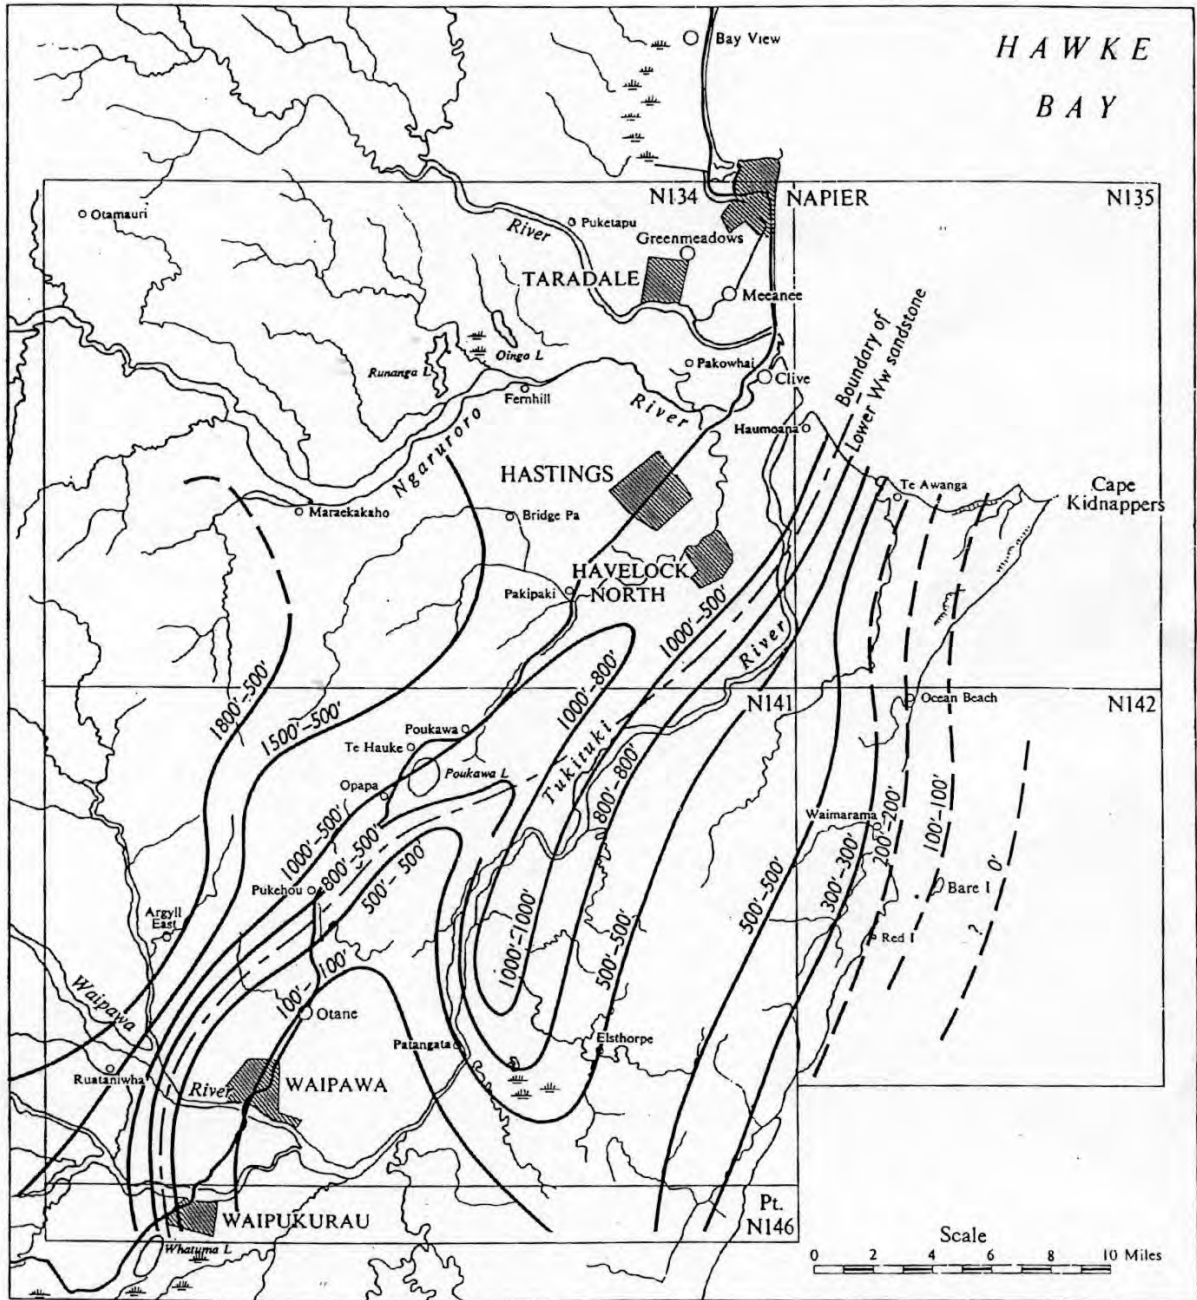 HAWKE
BAY
Bay View
N134
NAPIER
N135
Otamauri
River
Puketapu
Greenmeadows
TARADALE
Meeanee
Boundary of
Lower Ww sandstone
Oingo L
Runanga L
Pakowhai
Clive
Fernhill
River
Haumoana
Ngaruroro
HASTINGS
Te Awanga
Cape
Kidnappers
Maraekakaho
Bridge Pa
HAVELOCK
NORTH
Pakipaki
1000'-500'
River
1800'-500'
1500'-500'
1000'-800'
N141
Ocean Beach
N142
Poukawa
Te Hauke
Poukawa L
Tukituki
Opapa
1000'-500'
800'-500'
500'-500'
800'-800'
Waimarama
200'-200'
100'-100'
0'
Pukehou
Bare I
Argyll
East
1000'-1000'
500'-500'
500'-500'
300'-300'
Red I
?
Waipawa
100'-100'
Otane
Patangata
Elsthorpe
Ruataniwha
River
WAIPAWA
Pt.
N146
WAIPUKURAU
Whatuma L
Scale
0 2 4 6 8 10 Miles